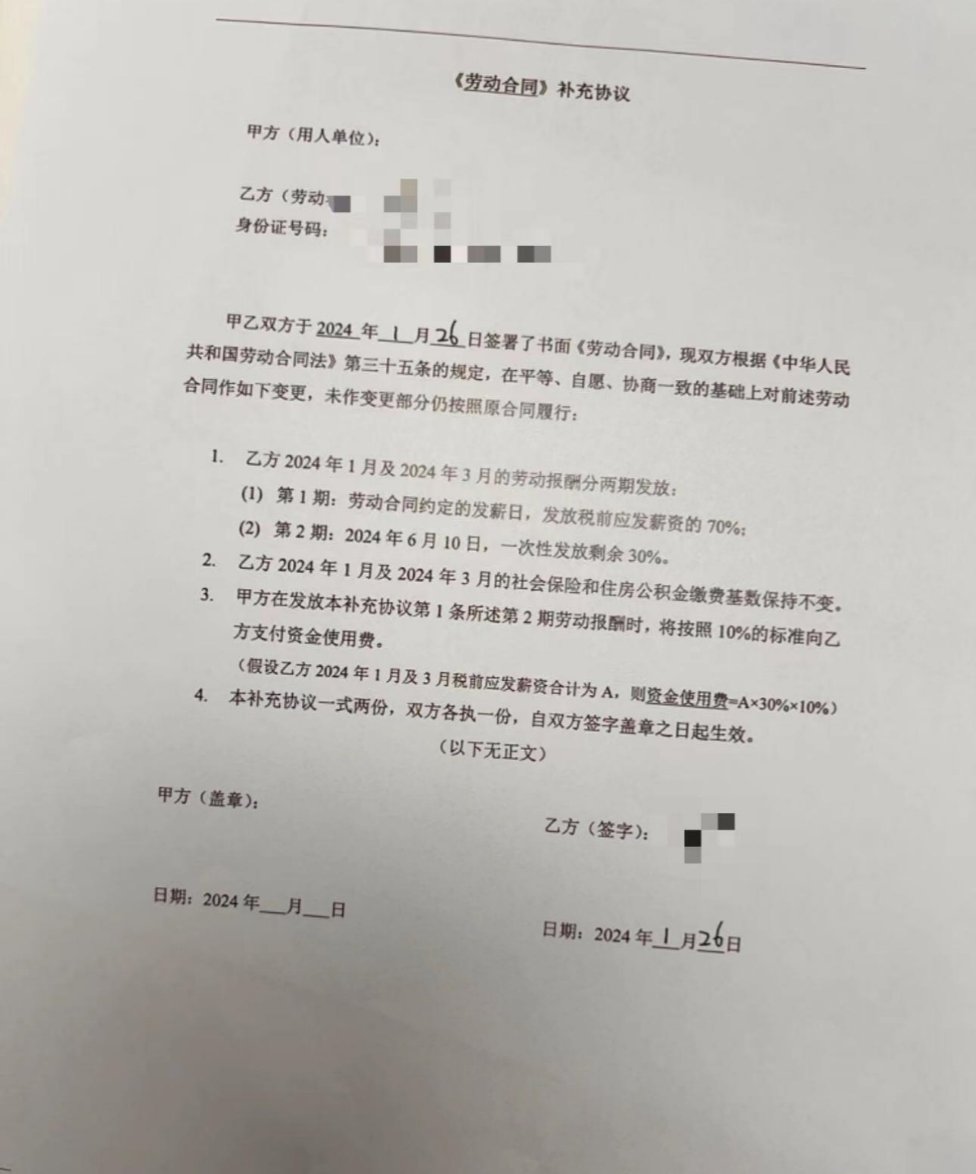 《劳动合同》补充协议
甲方（用人单位）：
乙方（劳动
身份证号码：
甲乙双方于 2024 年 1 月 26 日签署了书面《劳动合同》，现双方根据《中华人民
共和国劳动合同法》第三十五条的规定，在平等、自愿、协商一致的基础上对前述劳动
合同作如下变更，未作变更部分仍按照原合同履行：
1. 乙方 2024 年 1 月及 2024 年 3 月的劳动报酬分两期发放：
(1) 第 1 期：劳动合同约定的发薪日，发放税前应发薪资的 70%；
(2) 第 2 期：2024 年 6 月 10 日，一次性发放剩余 30%。
2. 乙方 2024 年 1 月及 2024 年 3 月的社会保险和住房公积金缴费基数保持不变。
3. 甲方在发放本补充协议第 1 条所述第 2 期劳动报酬时，将按照 10%的标准向乙
方支付资金使用费。
（假设乙方 2024 年 1 月及 3 月税前应发薪资合计为 A，则资金使用费=A×30%×10%）
4. 本补充协议一式两份，双方各执一份，自双方签字盖章之日起生效。
（以下无正文）
甲方（盖章）：
乙方（签字）：
日期：2024 年___月___日
日期：2024 年 1 月 26 日